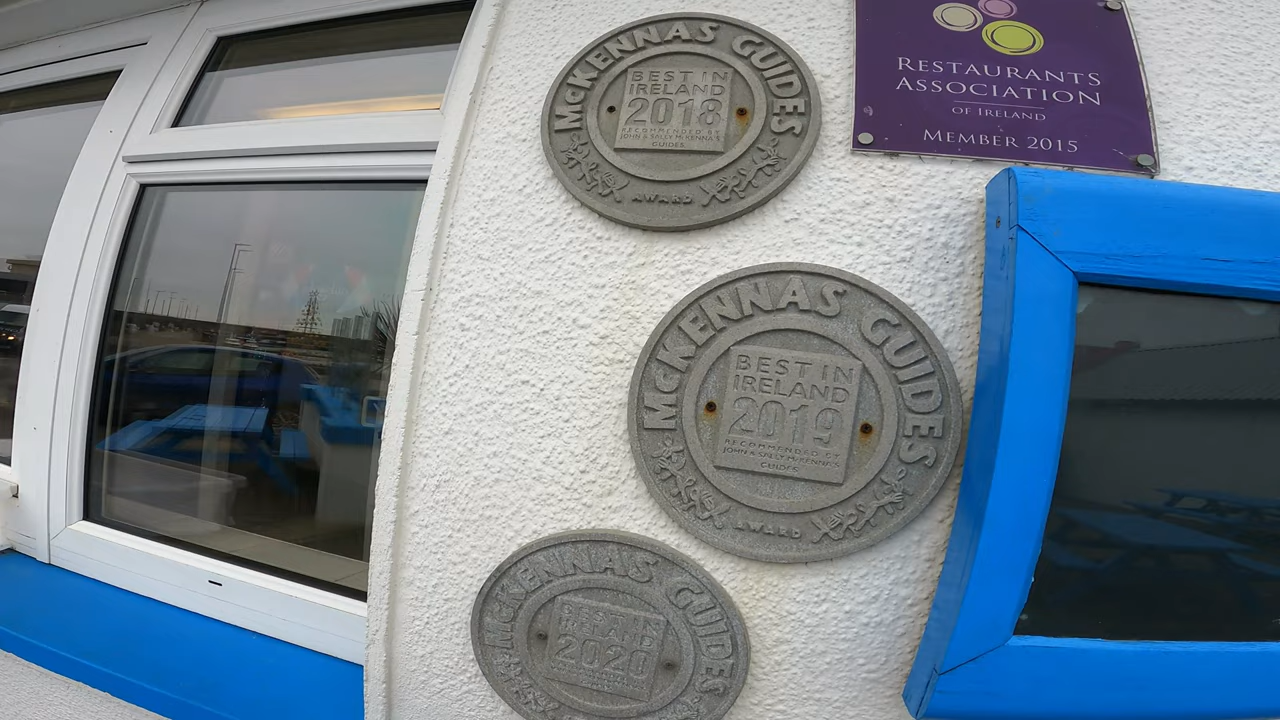 McKENNAS GUIDES
BEST IN
IRELAND
2018
RECOMMENDED BY
JOHN & SALLY McKENNA'S
GUIDES
AWARD
RESTAURANTS
ASSOCIATION
OF IRELAND
MEMBER 2015
McKENNAS GUIDES
BEST IN
IRELAND
2019
RECOMMENDED BY
JOHN & SALLY McKENNA'S
GUIDES
AWARD
McKENNAS GUIDES
BEST IN
IRELAND
2020